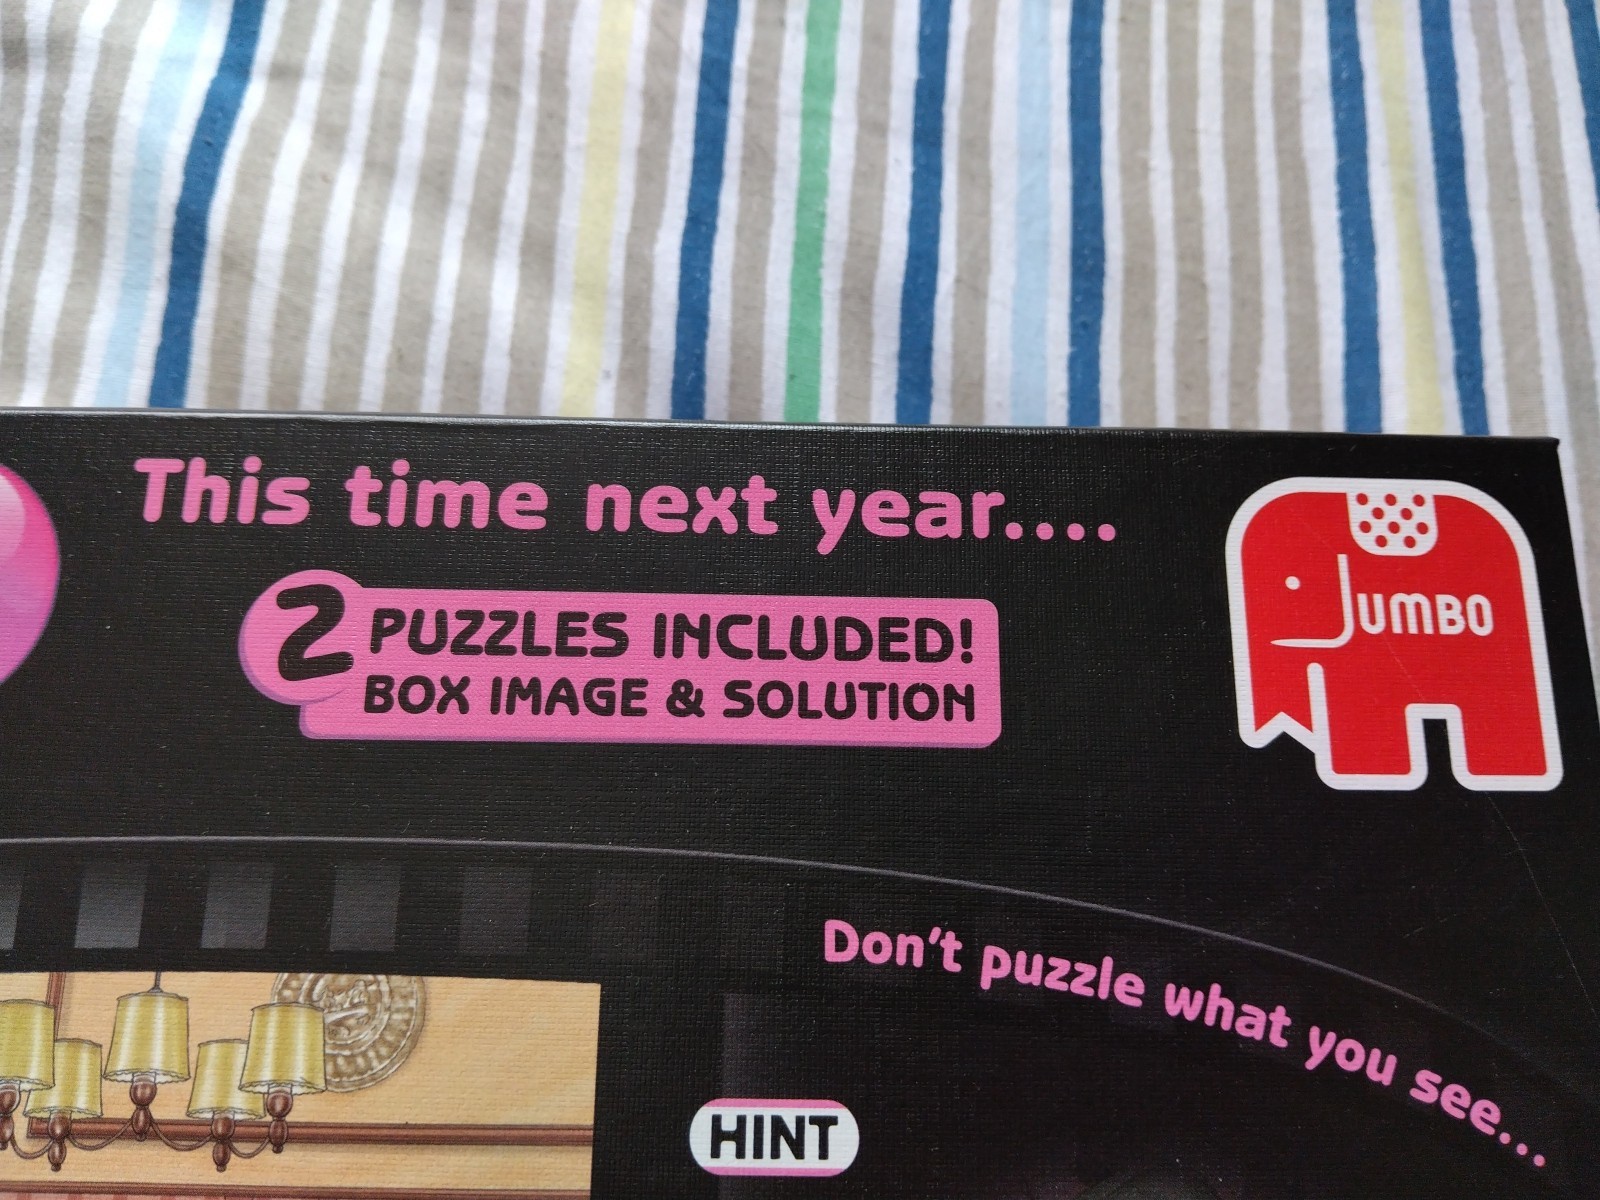 This time next year....
2 PUZZLES INCLUDED!
BOX IMAGE & SOLUTION
JUMBO
Don't puzzle what you see...
HINT